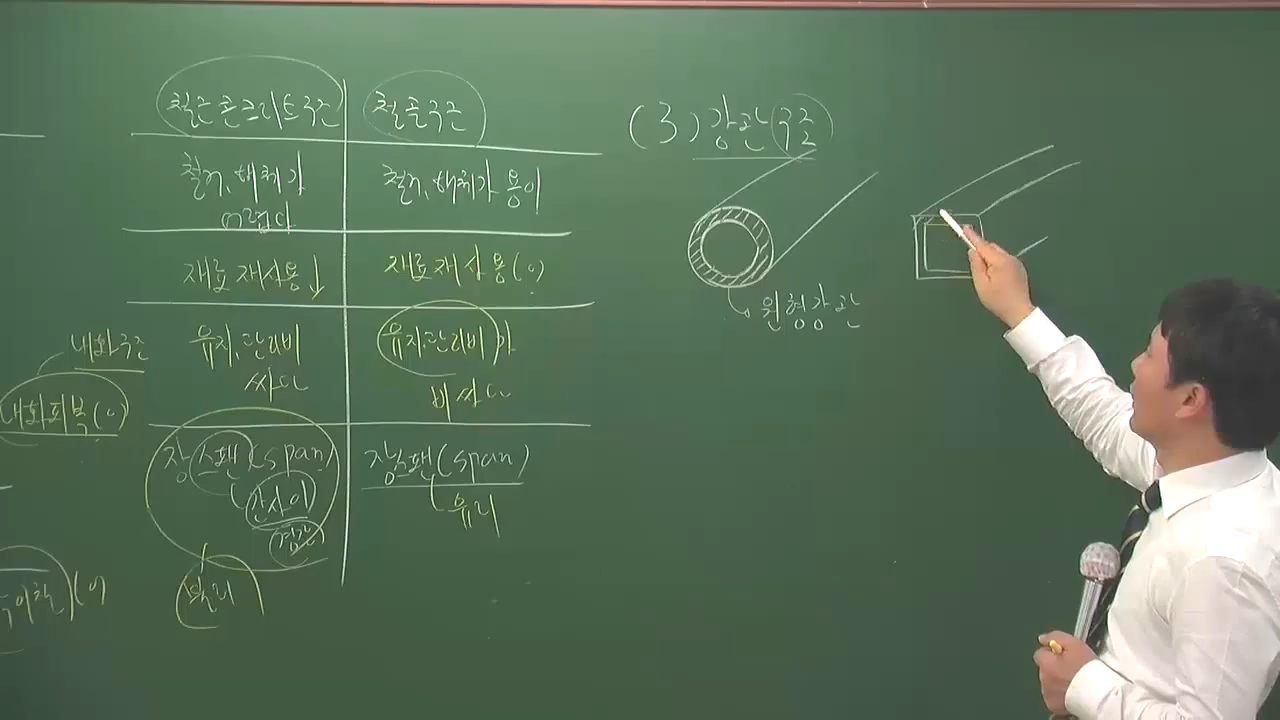 철근콘크리트구조
철골구조
철거, 해체가
어렵다
철거, 해체가 용이
재료 재사용↓
재료 재사용(○)
내화구조
내화피복(○)
유지.관리비
싸다
유지.관리비가
비싸다
장스팬(span)
간사이
불리
장스팬(span)
유리
(3) 강관구조
원형강관